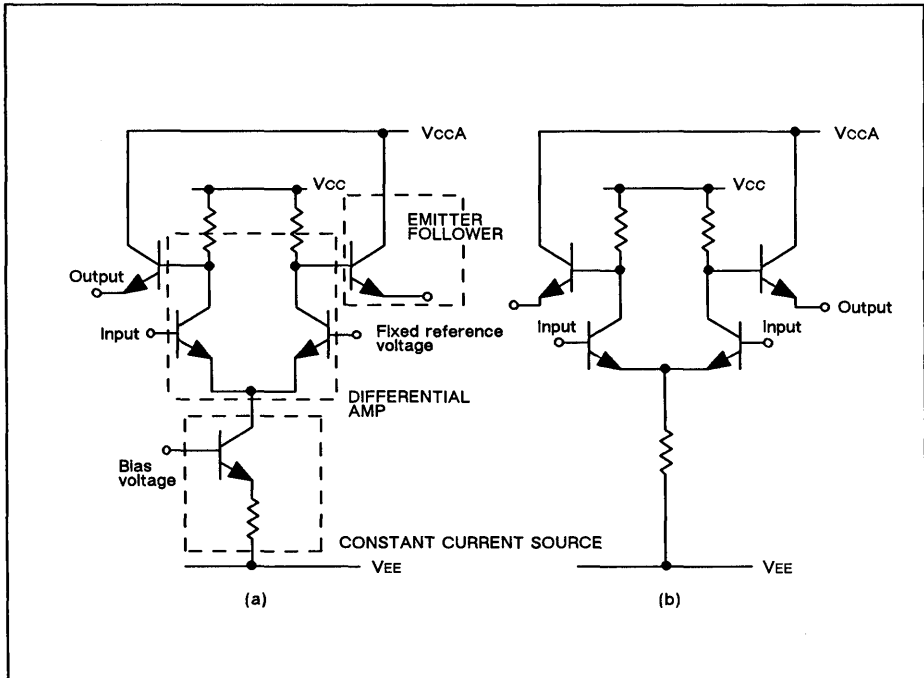 VCCA
VCC
EMITTER
FOLLOWER
Output
Input
Fixed reference
voltage
DIFFERENTIAL
AMP
Bias
voltage
CONSTANT CURRENT SOURCE
VEE
(a)
VCCA
VCC
Input
Input
Output
VEE
(b)